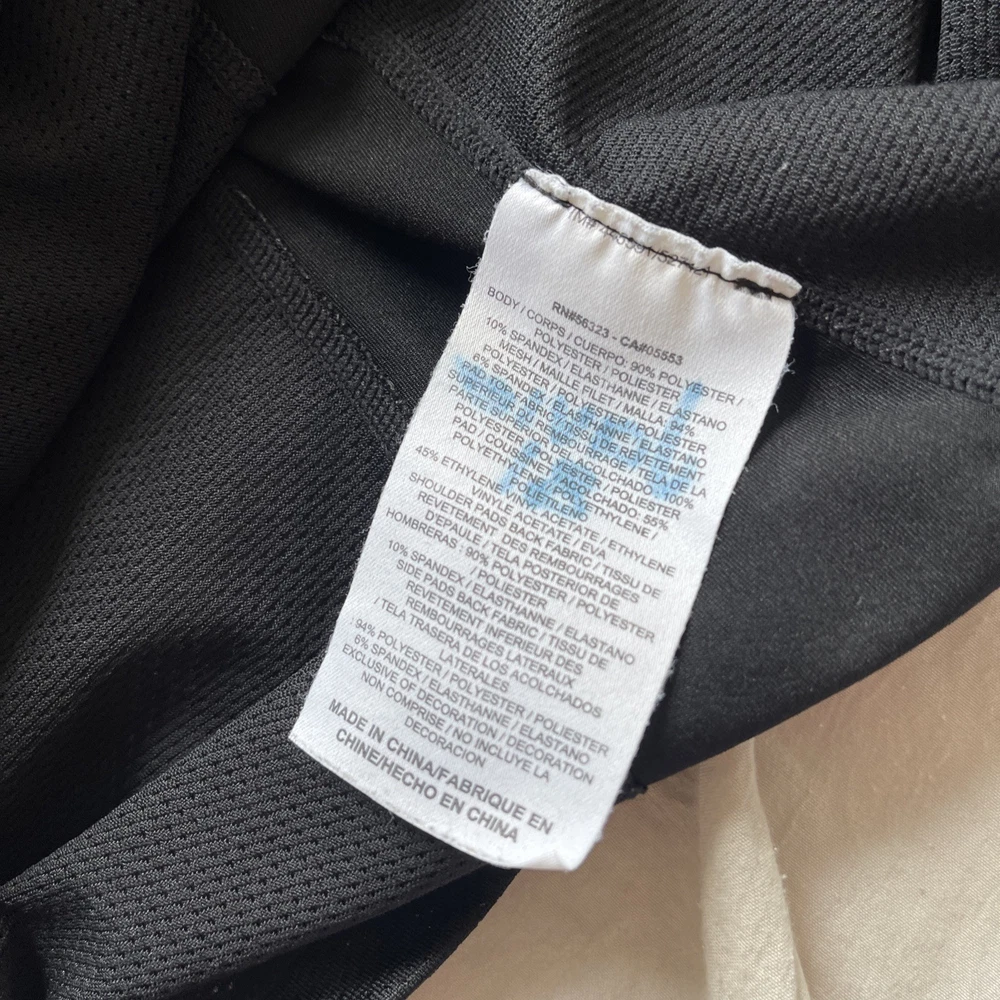 RN#56323 - CA#05553
BODY / CORPS / CUERPO: 90% POLYESTER /
POLYESTER / POLIESTER
10% SPANDEX / ELASTHANNE / ELASTANO
MESH / MAILLE FILET / MALLA: 94%
POLYESTER / POLYESTER / POLIESTER
6% SPANDEX / ELASTHANNE / ELASTANO
PAD TOP FABRIC / TISSU DE REVETEMENT
SUPERIEUR DU REMBOURRAGE / TELA DE LA
PARTE SUPERIOR DEL ACOLCHADO: 100%
POLYESTER / POLYESTER / POLIESTER
PAD / COUSSINET / ACOLCHADO: 55%
POLYETHYLENE / POLYETHYLENE /
POLIETILENO
45% ETHYLENE VINYL ACETATE / ETHYLENE
VINYLE ACETATE / EVA
SHOULDER PADS BACK FABRIC / TISSU DE
REVETEMENT DES REMBOURRAGES
D'EPAULE / TELA POSTERIOR DE
HOMBRERAS : 90% POLYESTER / POLYESTER
/ POLIESTER
10% SPANDEX / ELASTHANNE / ELASTANO
SIDE PADS BACK FABRIC / TISSU DE
REVETEMENT INFERIEUR DES
REMBOURRAGES LATERAUX
/ TELA TRASERA DE LOS ACOLCHADOS
LATERALES
: 94% POLYESTER / POLYESTER / POLIESTER
6% SPANDEX / ELASTHANNE / ELASTANO
EXCLUSIVE OF DECORATION / DECORATION
NON COMPRISE / NO INCLUYE LA
DECORACION
MADE IN CHINA/FABRIQUE EN
CHINE/HECHO EN CHINA